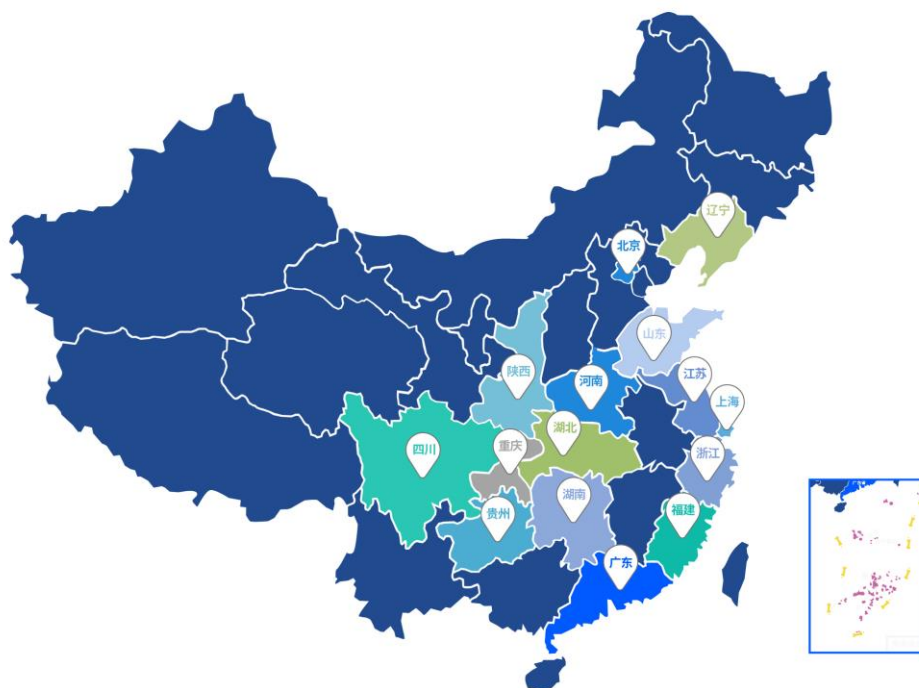 辽宁
北京
山东
陕西
河南
江苏
上海
湖北
重庆
四川
浙江
湖南
贵州
福建
广东